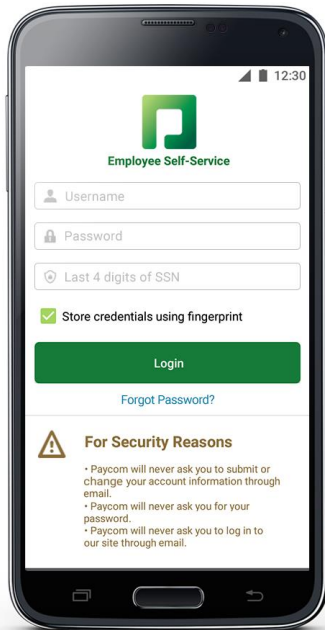 12:30
Employee Self-Service
Username
Password
Last 4 digits of SSN
Store credentials using fingerprint
Login
Forgot Password?
For Security Reasons
• Paycom will never ask you to submit or
change your account information through
email.
• Paycom will never ask you for your
password.
• Paycom will never ask you to log in to
our site through email.